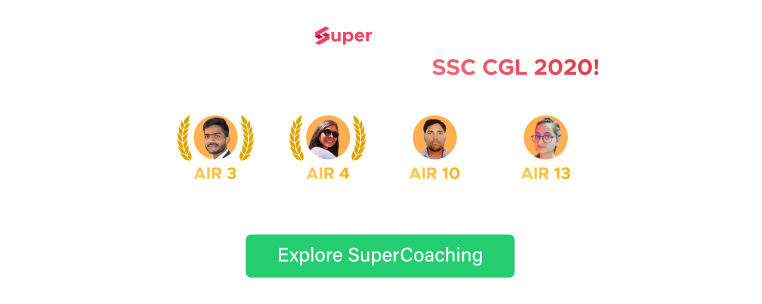 Super
SSC CGL 2020!
AIR 3 AIR 4 AIR 10 AIR 13
Explore SuperCoaching